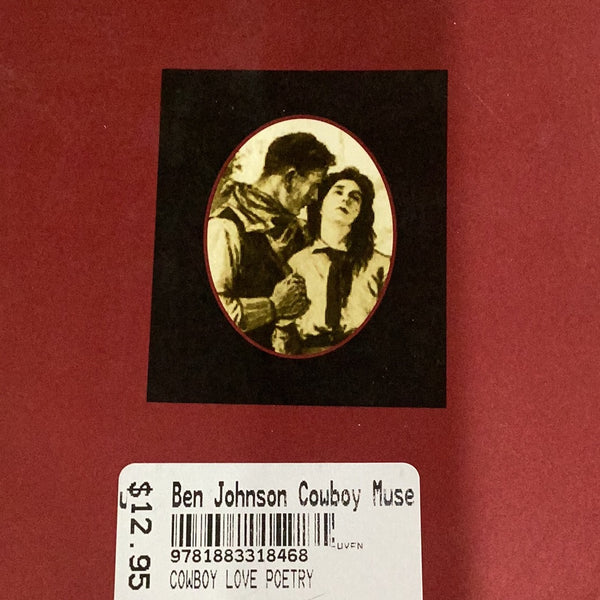 Ben Johnson Cowboy Muse
9781883318468
COWBOY LOVE POETRY
$12.95